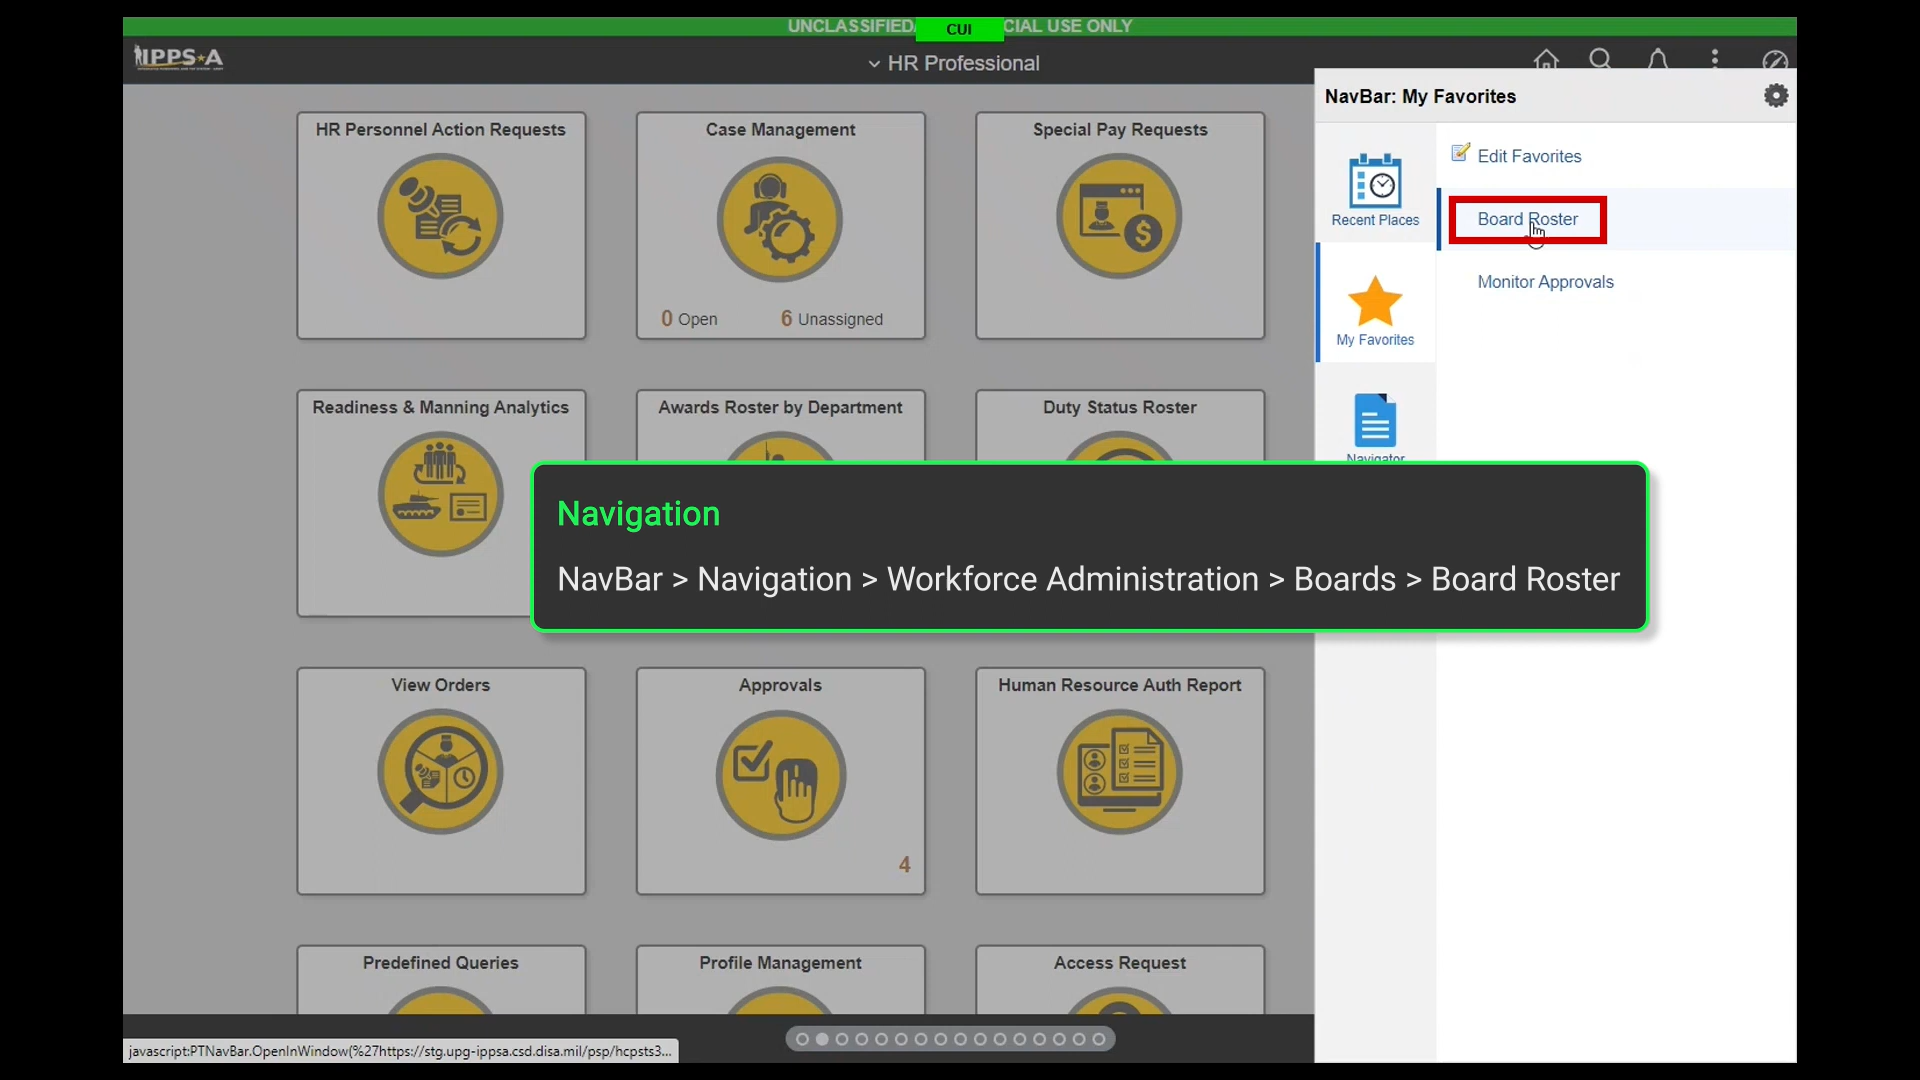 UNCLASSIFIED/
CUI
CIAL USE ONLY
IPPS★A
HR Professional
NavBar: My Favorites
HR Personnel Action Requests
Case Management
Special Pay Requests
Edit Favorites
Recent Places
Board Roster
Monitor Approvals
0 Open
6 Unassigned
My Favorites
Readiness & Manning Analytics
Awards Roster by Department
Duty Status Roster
Navigator
Navigation
NavBar > Navigation > Workforce Administration > Boards > Board Roster
View Orders
Approvals
Human Resource Auth Report
4
Predefined Queries
Profile Management
Access Request
javascript:PTNavBar.OpenInWindow(%27https://stg.upg-ippsa.csd.disa.mil/psp/hcpsts3...